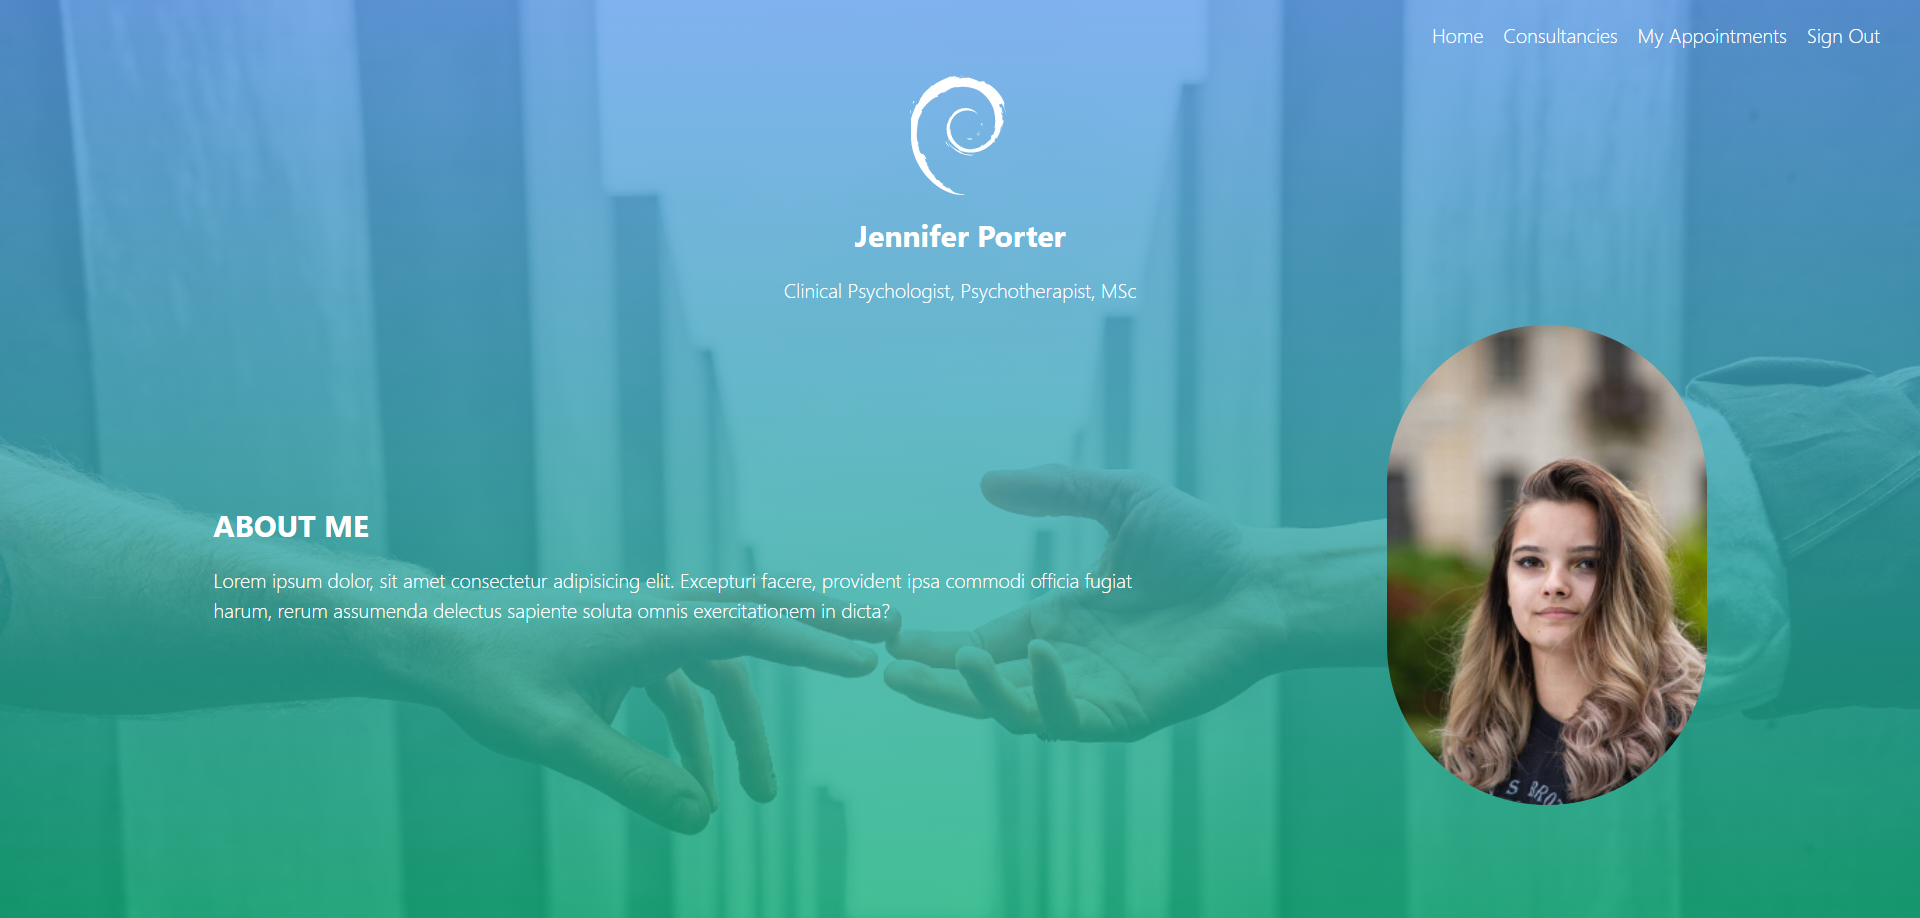 Home Consultancies My Appointments Sign Out
Jennifer Porter
Clinical Psychologist, Psychotherapist, MSc
ABOUT ME
Lorem ipsum dolor, sit amet consectetur adipisicing elit. Excepturi facere, provident ipsa commodi officia fugiat
harum, rerum assumenda delectus sapiente soluta omnis exercitationem in dicta?